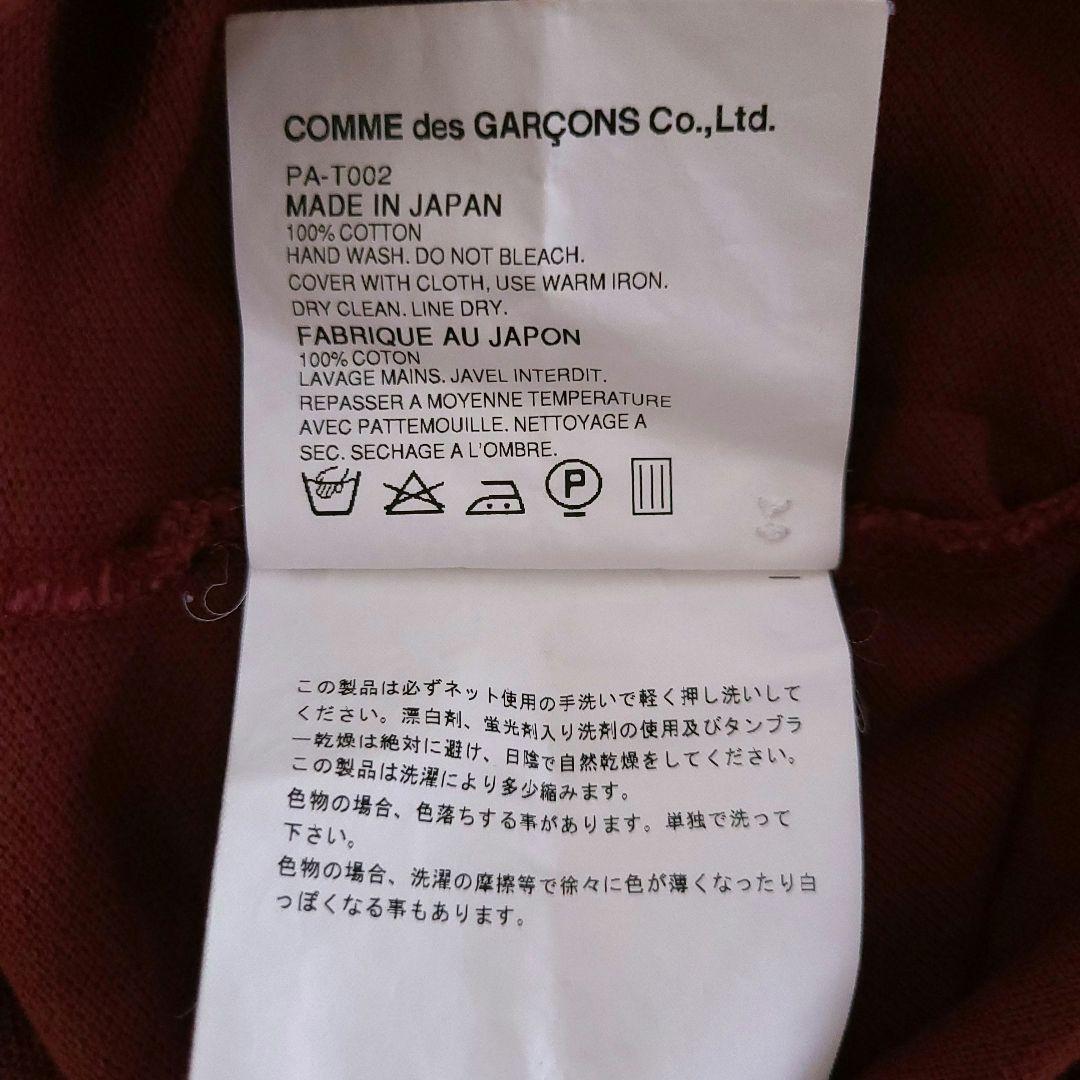 COMME des GARÇONS Co.,Ltd.
PA-T002
MADE IN JAPAN
100% COTTON
HAND WASH. DO NOT BLEACH.
COVER WITH CLOTH, USE WARM IRON.
DRY CLEAN. LINE DRY.
FABRIQUE AU JAPON
100% COTON
LAVAGE MAINS. JAVEL INTERDIT.
REPASSER A MOYENNE TEMPERATURE
AVEC PATTEMOUILLE. NETTOYAGE A
SEC. SECHAGE A L'OMBRE.
P
この製品は必ずネット使用の手洗いで軽く押し洗いして
ください。漂白剤、蛍光剤入り洗剤の使用及びタンブラ
ー乾燥は絶対に避け、日陰で自然乾燥をしてください。
この製品は洗濯により多少縮みます。
色物の場合、色落ちする事があります。単独で洗って
下さい。
色物の場合、洗濯の摩擦等で徐々に色が薄くなったり白
っぽくなる事もあります。